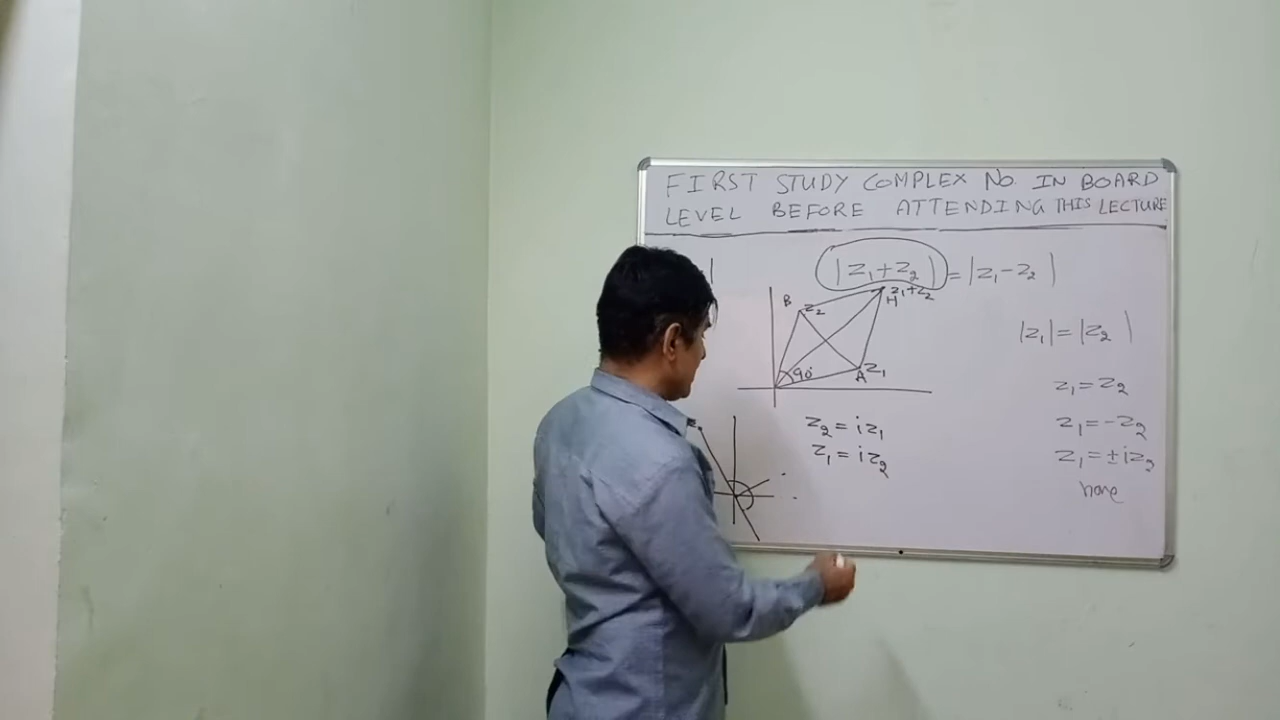 FIRST STUDY COMPLEX NO. IN BOARD
LEVEL BEFORE ATTENDING THIS LECTURE
|z₁+z₂| = |z₁-z₂|
B z₂
z₁+z₂
H
90°
A z₁
z₂ = iz₁
z₁ = iz₂
|z₁| = |z₂|
z₁ = z₂
z₁ = -z₂
z₁ = ±iz₂
none